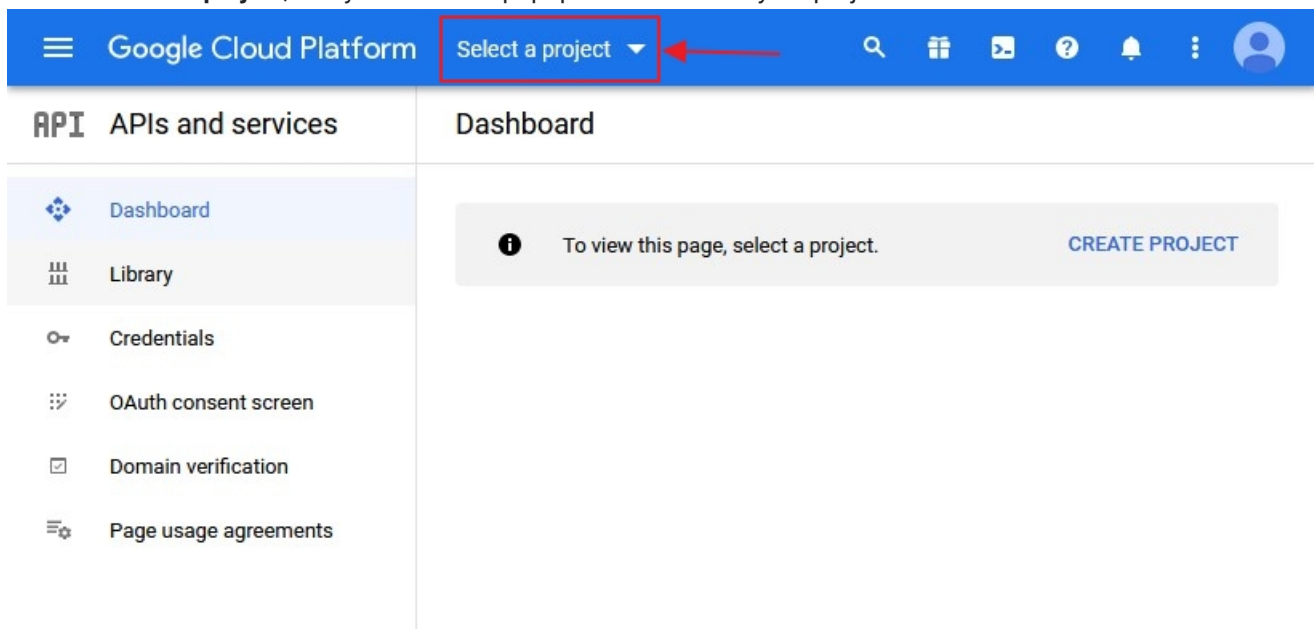 Google Cloud Platform Select a project
API APIs and services Dashboard
Dashboard
To view this page, select a project. CREATE PROJECT
Library
Credentials
OAuth consent screen
Domain verification
Page usage agreements